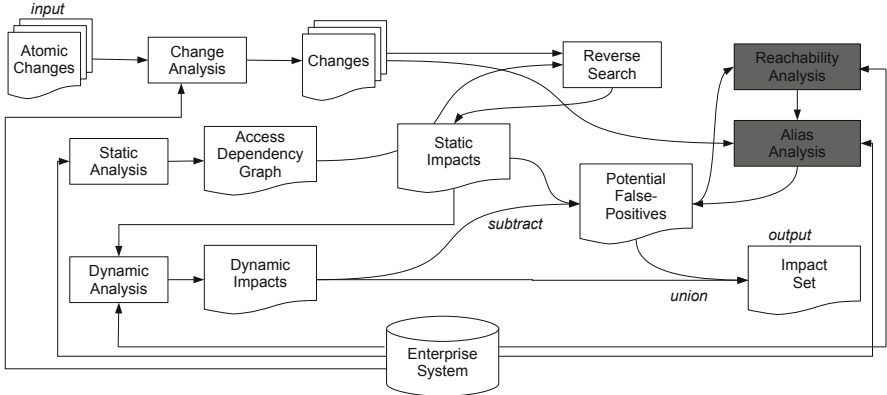 input
Atomic
Changes
Change
Analysis
Changes
Reverse
Search
Reachability
Analysis
Static
Analysis
Access
Dependency
Graph
Static
Impacts
Alias
Analysis
Potential
False-
Positives
subtract
output
Dynamic
Analysis
Dynamic
Impacts
Impact
Set
union
Enterprise
System